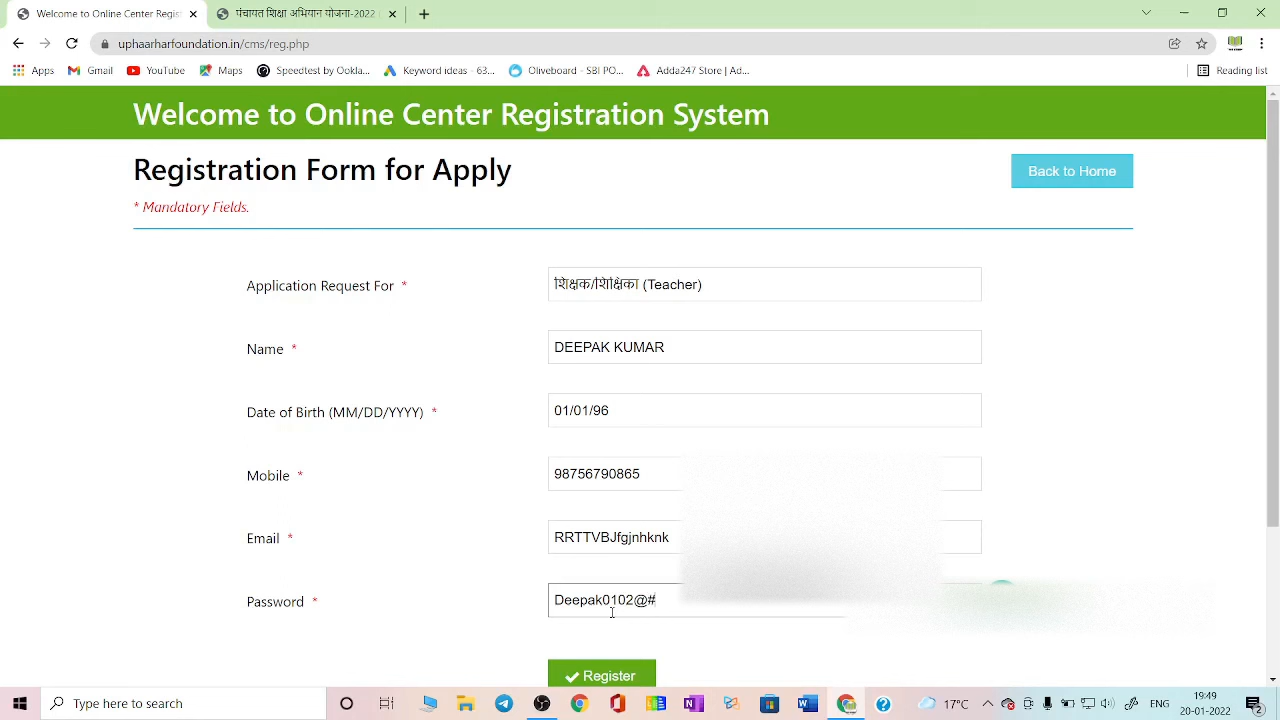 Welcome to Online Center Regist
पंचायत शिक्षा अभियान योजना-2022
uphaarharfoundation.in/cms/reg.php
Apps Gmail YouTube Maps Speedtest by Ookla... Keyword ideas - 63... Oliveboard - SBI PO... Adda247 Store | Ad... Reading list
Welcome to Online Center Registration System
Registration Form for Apply
Back to Home
* Mandatory Fields.
Application Request For *
शिक्षक/शिक्षिका (Teacher)
Name *
DEEPAK KUMAR
Date of Birth (MM/DD/YYYY) *
01/01/96
Mobile *
98756790865
Email *
RRTTVBJfgjnhknk
Password *
Deepak0102@#
Register
Type here to search
17°C
ENG
19:49
20-01-2022
2